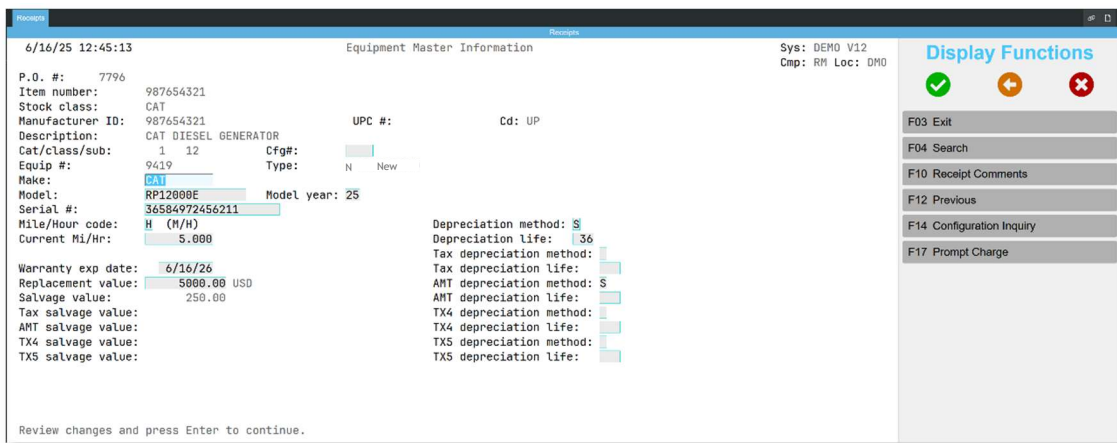 Receipts
Receipts
6/16/25 12:45:13 Equipment Master Information Sys: DEMO V12
Cmp: RM Loc: DMO
P.O. #: 7796
Item number: 987654321
Stock class: CAT
Manufacturer ID: 987654321 UPC #: Cd: UP
Description: CAT DIESEL GENERATOR
Cat/class/sub: 1 12 Cfg#:
Equip #: 9419 Type: N New
Make: CAT
Model: RP12000E Model year: 25
Serial #: 36584972456211
Mile/Hour code: H (M/H) Depreciation method: S
Current Mi/Hr: 5.000 Depreciation life: 36
Tax depreciation method:
Warranty exp date: 6/16/26 Tax depreciation life:
Replacement value: 5000.00 USD AMT depreciation method: S
Salvage value: 250.00 AMT depreciation life:
Tax salvage value: TX4 depreciation method:
AMT salvage value: TX4 depreciation life:
TX4 salvage value: TX5 depreciation method:
TX5 salvage value: TX5 depreciation life:
Review changes and press Enter to continue.
Display Functions
F03 Exit
F04 Search
F10 Receipt Comments
F12 Previous
F14 Configuration Inquiry
F17 Prompt Charge